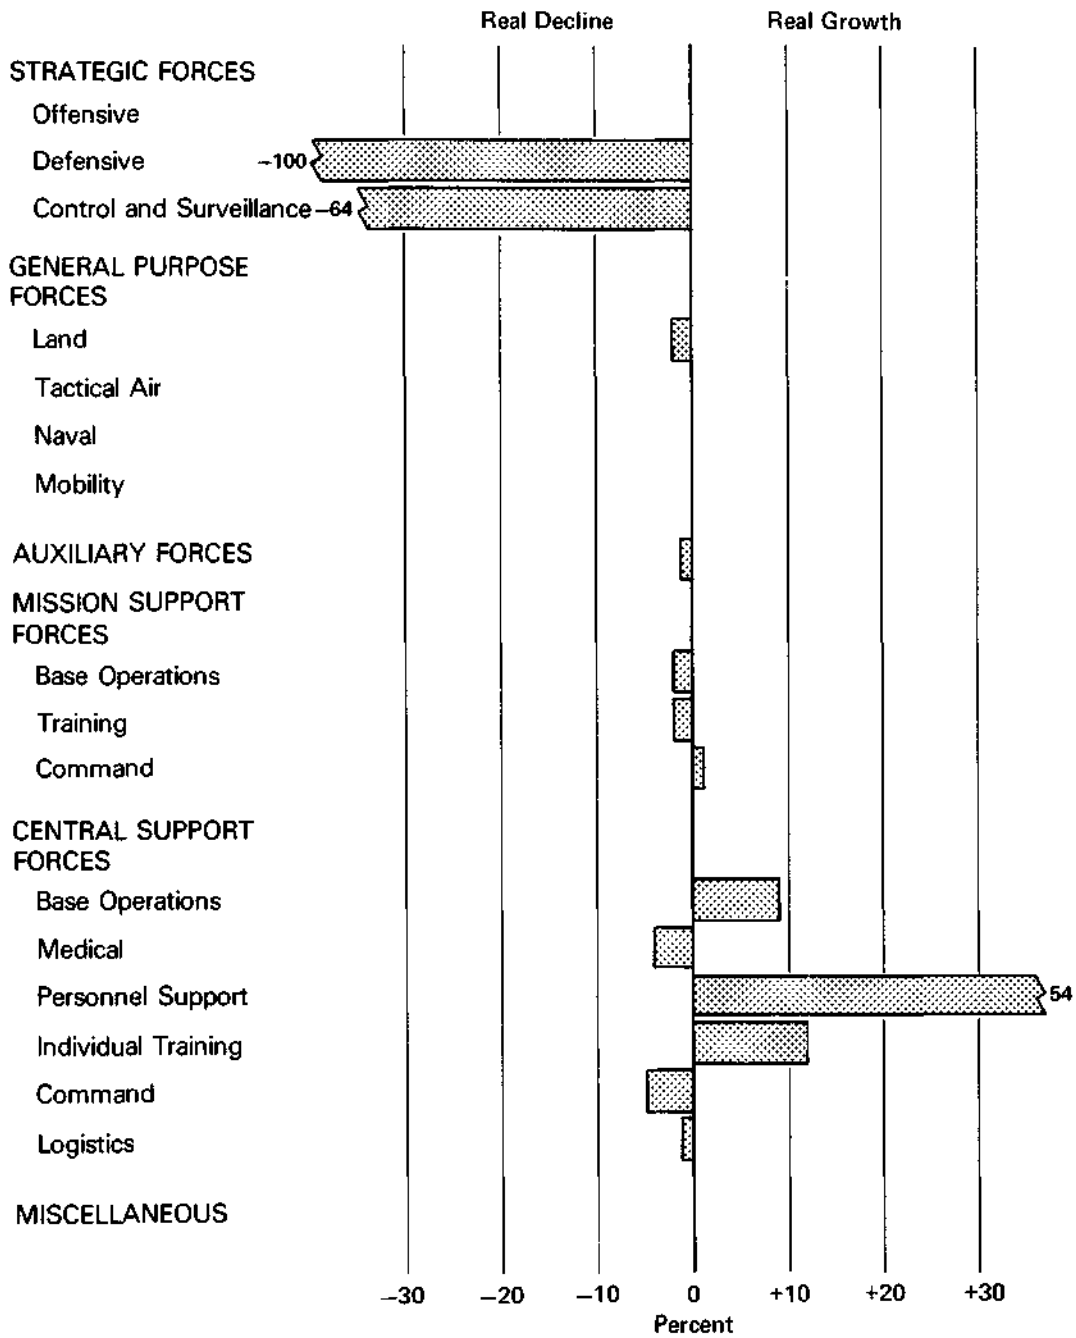 Real Decline Real Growth
STRATEGIC FORCES
Offensive
Defensive −100
Control and Surveillance −64
GENERAL PURPOSE
FORCES
Land
Tactical Air
Naval
Mobility
AUXILIARY FORCES
MISSION SUPPORT
FORCES
Base Operations
Training
Command
CENTRAL SUPPORT
FORCES
Base Operations
Medical
Personnel Support 54
Individual Training
Command
Logistics
MISCELLANEOUS
−30 −20 −10 0 +10 +20 +30
Percent